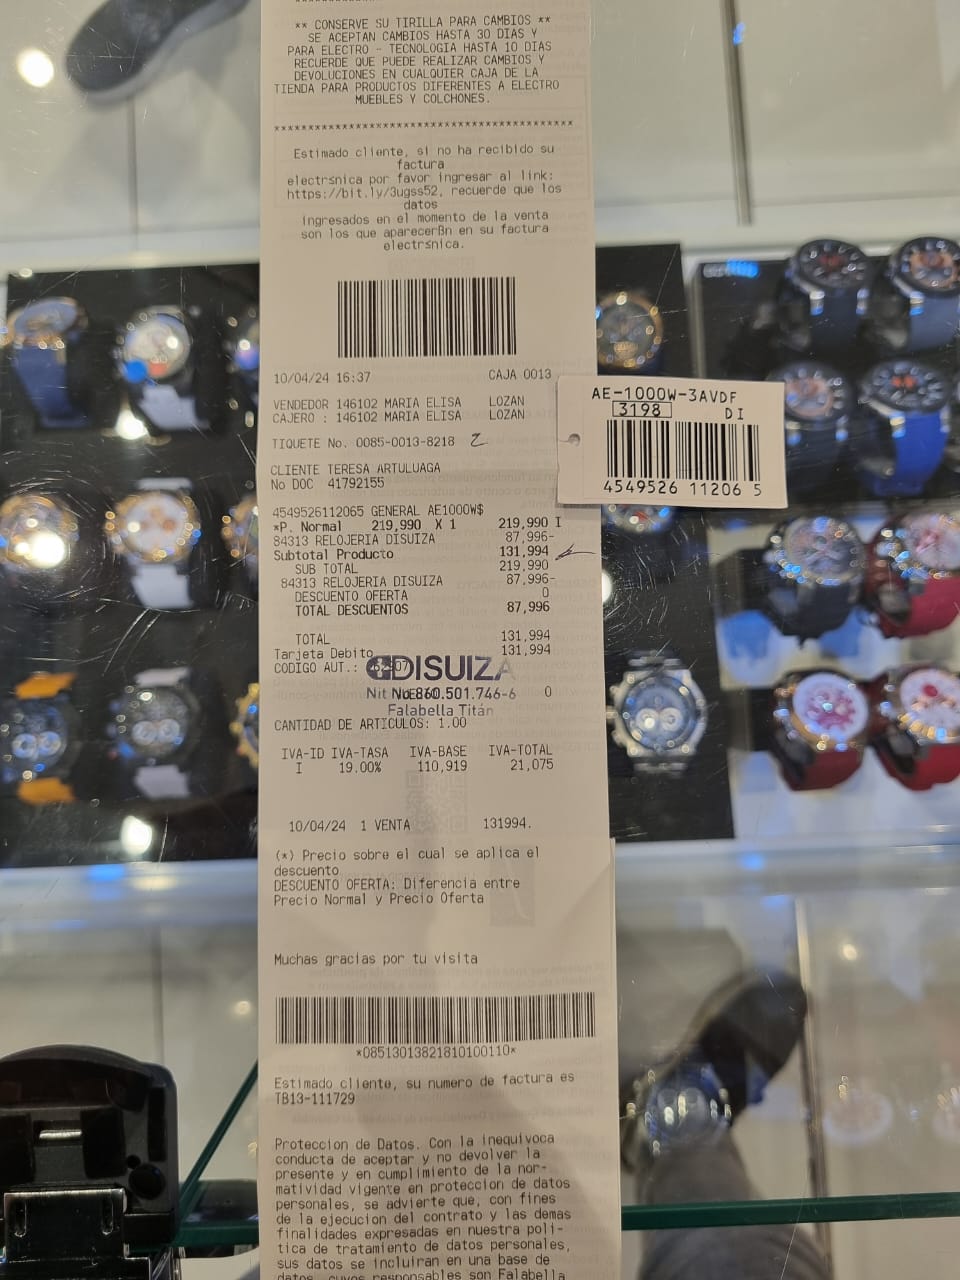 ** CONSERVE SU TIRILLA PARA CAMBIOS **
SE ACEPTAN CAMBIOS HASTA 30 DIAS Y
PARA ELECTRO - TECNOLOGIA HASTA 10 DIAS
RECUERDE QUE PUEDE REALIZAR CAMBIOS Y
DEVOLUCIONES EN CUALQUIER CAJA DE LA
TIENDA PARA PRODUCTOS DIFERENTES A ELECTRO
MUEBLES Y COLCHONES.
*******************************************
Estimado cliente, si no ha recibido su
factura
electrsnica por favor ingresar al link:
https://bit.ly/3ugss52, recuerde que los
datos
ingresados en el momento de la venta
son los que aparecerßn en su factura
electrsnica.
10/04/24 16:37 CAJA 0013
VENDEDOR 146102 MARIA ELISA LOZAN
CAJERO : 146102 MARIA ELISA LOZAN
TIQUETE No. 0085-0013-8218 2
CLIENTE TERESA ARTULUAGA
No DOC 41792155
4549526112065 GENERAL AE1000W$
*P. Normal 219,990 X 1 219,990 I
84313 RELOJERIA DISUIZA 87,996-
Subtotal Producto 131,994
SUB TOTAL 219,990
84313 RELOJERIA DISUIZA 87,996-
DESCUENTO OFERTA 0
TOTAL DESCUENTOS 87,996
TOTAL 131,994
Tarjeta Debito 131,994
CODIGO AUT.:
DISUIZA
Nit No. 860.501.746-6 0
Falabella Titán
CANTIDAD DE ARTICULOS: 1.00
IVA-ID IVA-TASA IVA-BASE IVA-TOTAL
I 19.00% 110,919 21,075
10/04/24 1 VENTA 131994.
(*) Precio sobre el cual se aplica el
descuento
DESCUENTO OFERTA: Diferencia entre
Precio Normal y Precio Oferta
Muchas gracias por tu visita
*08513013821810100110*
Estimado cliente, su numero de factura es
TB13-111729
Proteccion de Datos. Con la inequivoca
conducta de aceptar y no devolver la
presente y en cumplimiento de la nor-
matividad vigente en proteccion de datos
personales, se advierte que, con fines
de la ejecucion del contrato y las demas
finalidades expresadas en nuestra poli-
tica de tratamiento de datos personales,
sus datos se incluiran en una base de
datos, cuyos responsables son Falabella
AE-1000W-3AVDF
3198 DI
4549526 11206 5